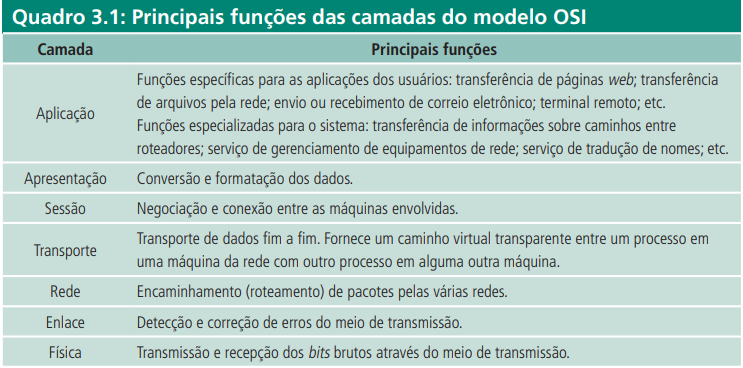 Quadro 3.1: Principais funções das camadas do modelo OSI
Camada Principais funções
Aplicação
Funções específicas para as aplicações dos usuários: transferência de páginas web; transferência
de arquivos pela rede; envio ou recebimento de correio eletrônico; terminal remoto; etc.
Funções especializadas para o sistema: transferência de informações sobre caminhos entre
roteadores; serviço de gerenciamento de equipamentos de rede; serviço de tradução de nomes; etc.
Apresentação Conversão e formatação dos dados.
Sessão Negociação e conexão entre as máquinas envolvidas.
Transporte
Transporte de dados fim a fim. Fornece um caminho virtual transparente entre um processo em
uma máquina da rede com outro processo em alguma outra máquina.
Rede Encaminhamento (roteamento) de pacotes pelas várias redes.
Enlace Detecção e correção de erros do meio de transmissão.
Física Transmissão e recepção dos bits brutos através do meio de transmissão.